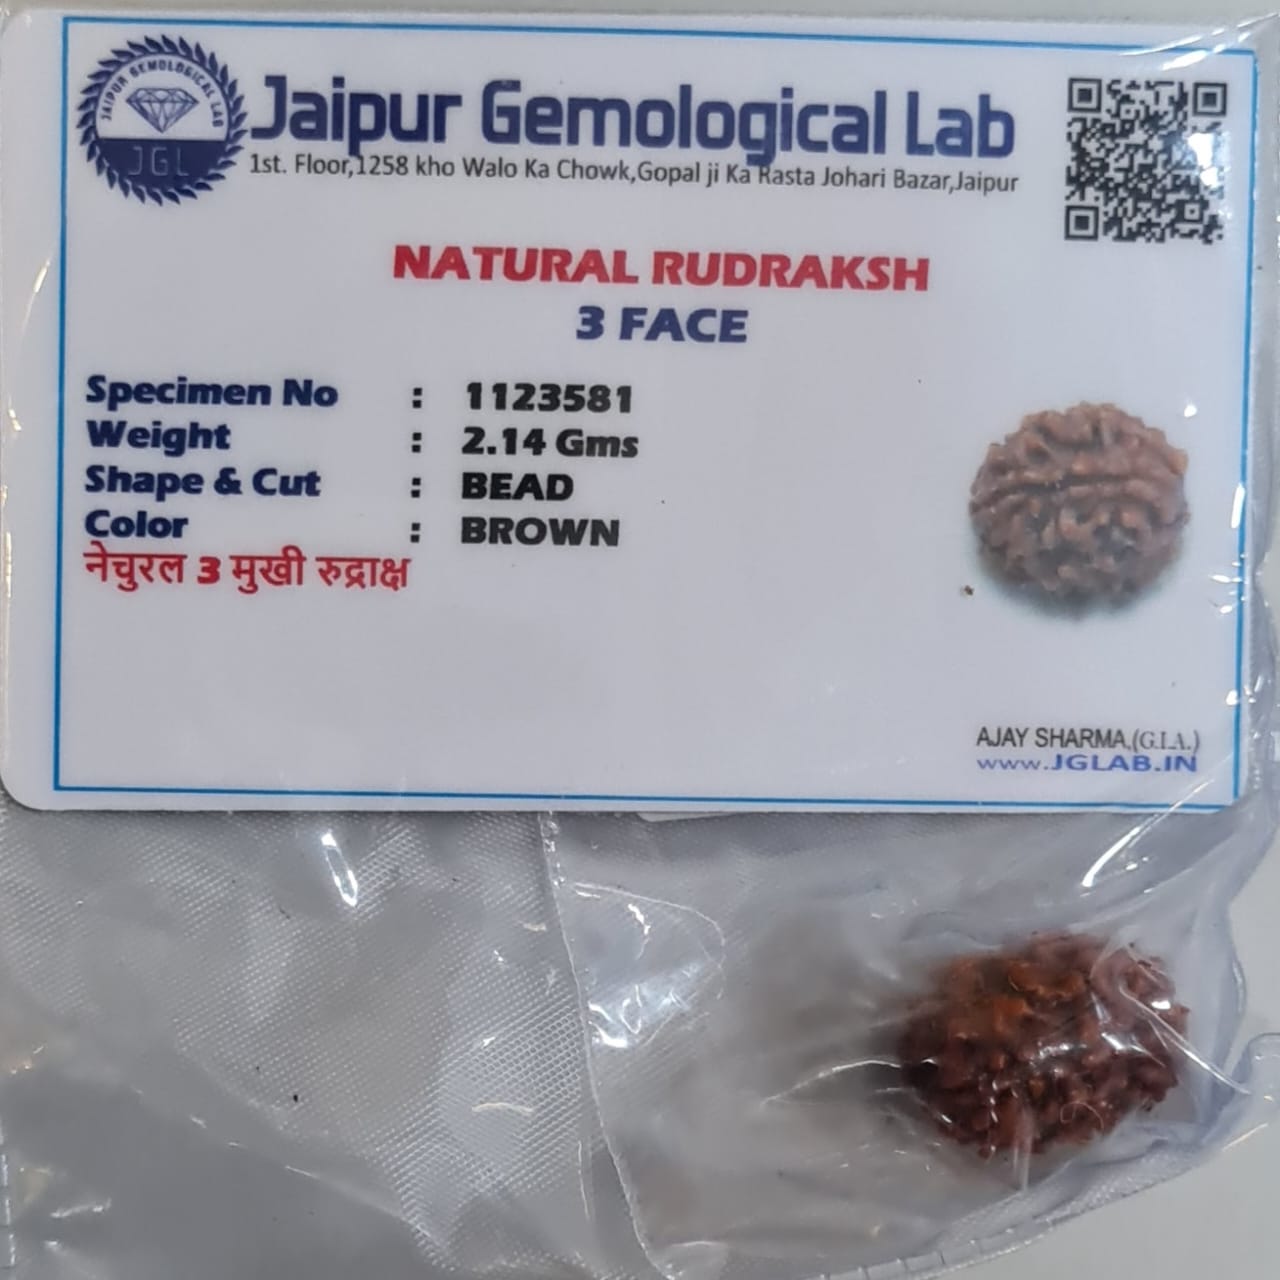 JAIPUR GEMOLOGICAL LAB
JGL
Jaipur Gemological Lab
1st. Floor,1258 kho Walo Ka Chowk,Gopal ji Ka Rasta Johari Bazar,Jaipur
NATURAL RUDRAKSH
3 FACE
Specimen No : 1123581
Weight : 2.14 Gms
Shape & Cut : BEAD
Color : BROWN
नेचुरल 3 मुखी रुद्राक्ष
AJAY SHARMA,(G.I.A.)
www.JGLAB.IN